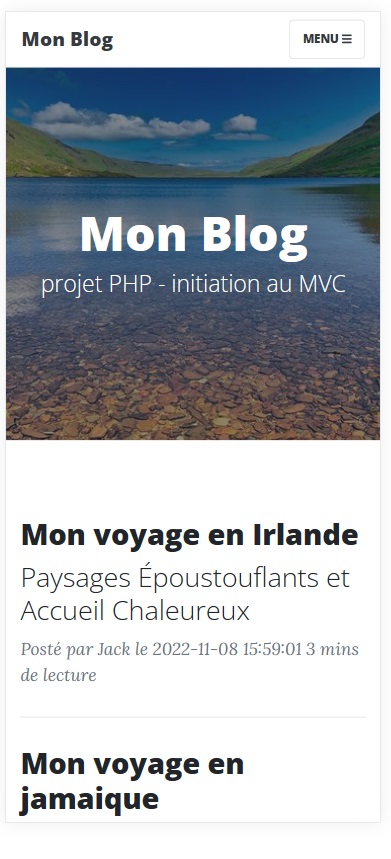 Mon Blog
MENU
Mon Blog
projet PHP - initiation au MVC
Mon voyage en Irlande
Paysages Époustouflants et
Accueil Chaleureux
Posté par Jack le 2022-11-08 15:59:01 3 mins
de lecture
Mon voyage en
jamaique